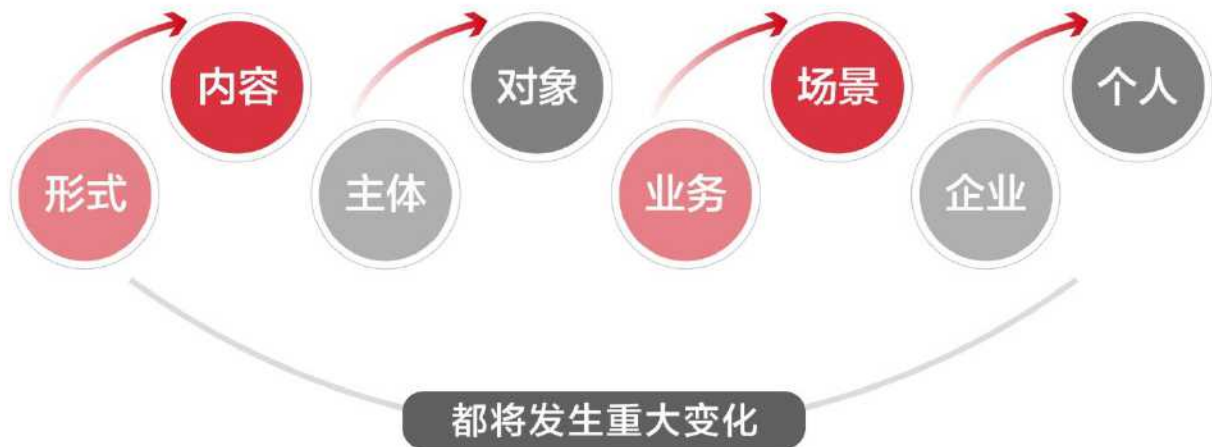 形式
内容
主体
对象
业务
场景
企业
个人
都将发生重大变化